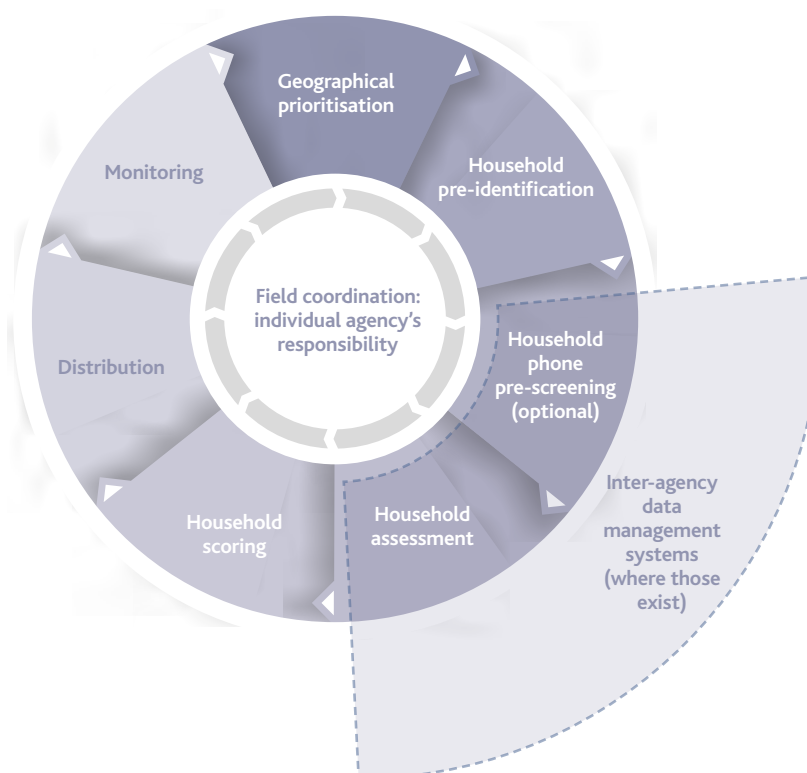 Geographical
prioritisation
Household
pre-identification
Household
phone
pre-screening
(optional)
Household
assessment
Household
scoring
Distribution
Monitoring
Field coordination:
individual agency’s
responsibility
Inter-agency
data
management
systems
(where those
exist)